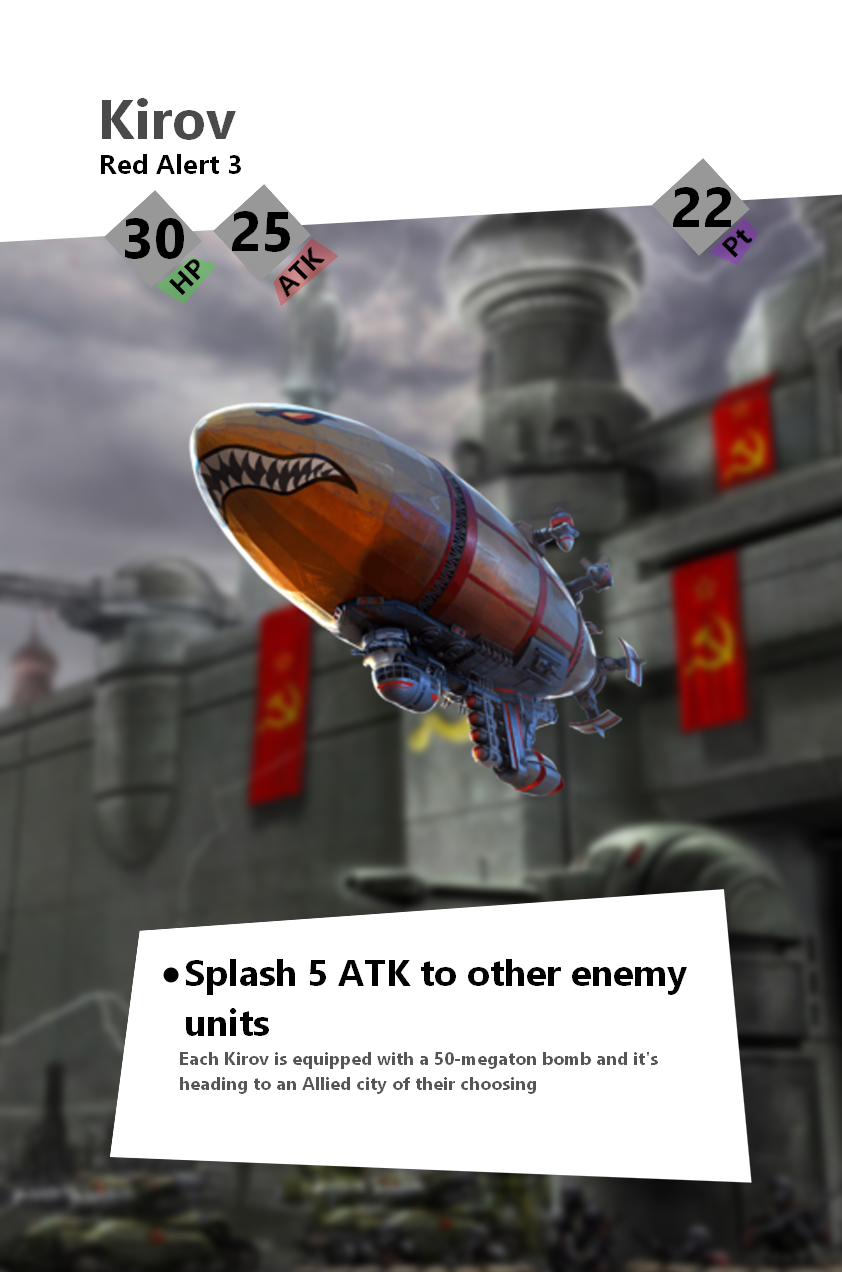 Kirov
Red Alert 3
30 HP
25 ATK
22 Pt
•Splash 5 ATK to other enemy
units
Each Kirov is equipped with a 50-megaton bomb and it's
heading to an Allied city of their choosing